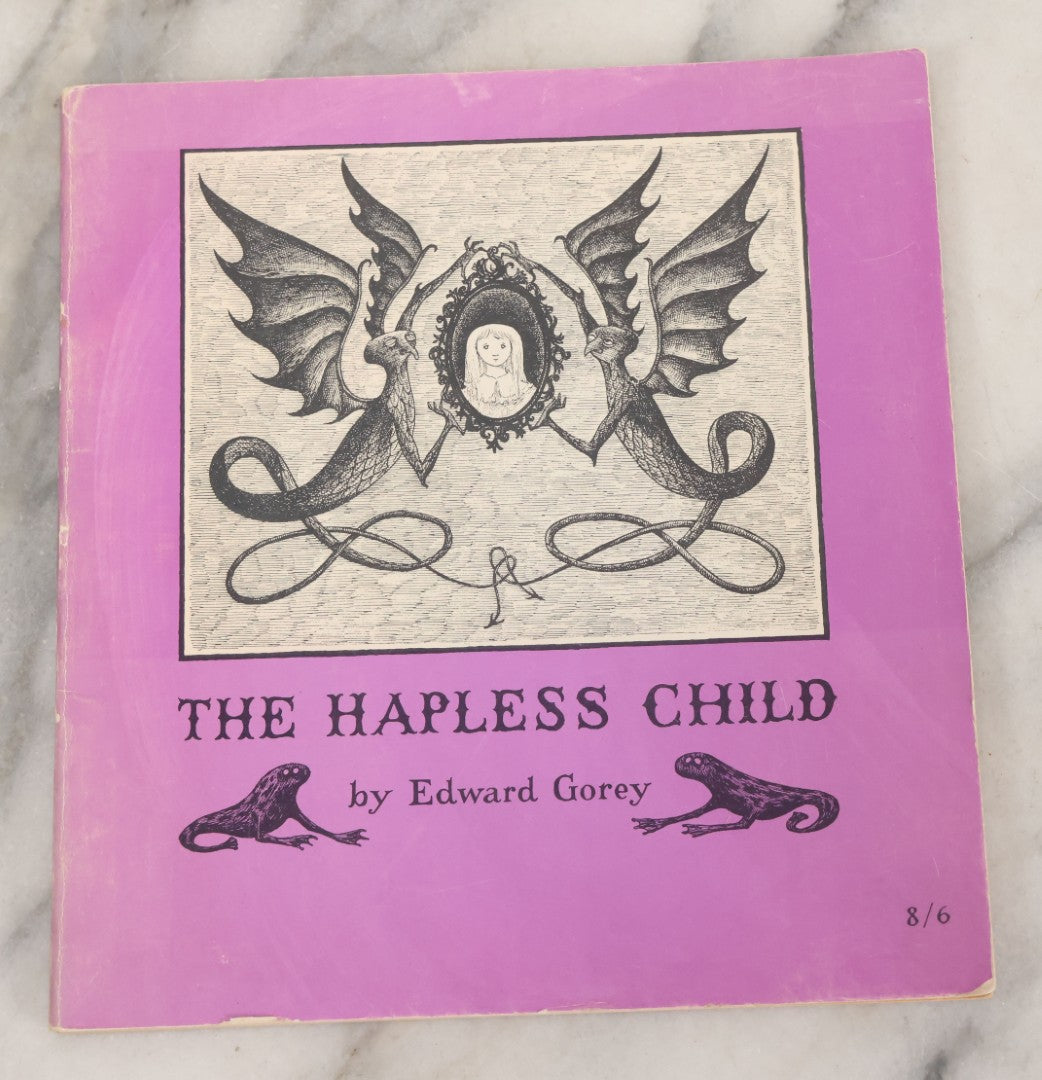 THE HAPLESS CHILD
by Edward Gorey
8/6